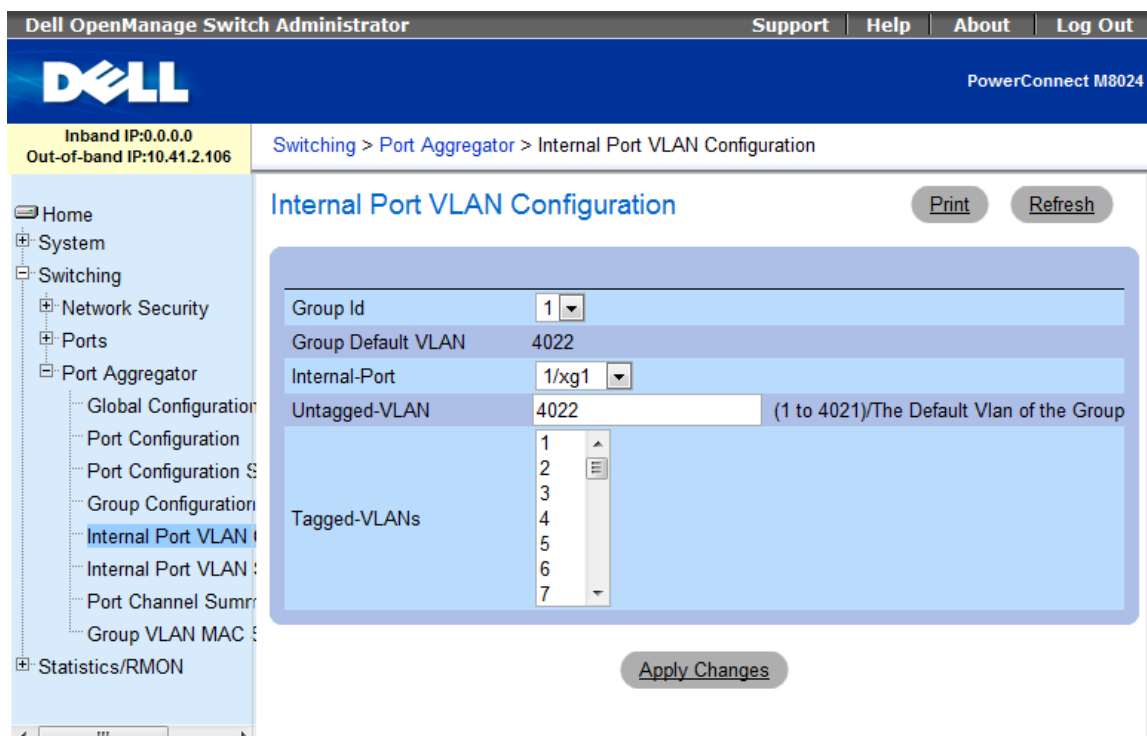 Dell OpenManage Switch Administrator
Support | Help | About | Log Out
DELL
PowerConnect M8024
Inband IP:0.0.0.0
Out-of-band IP:10.41.2.106
Switching > Port Aggregator > Internal Port VLAN Configuration
Home
System
Switching
Network Security
Ports
Port Aggregator
Global Configuration
Port Configuration
Port Configuration S
Group Configuration
Internal Port VLAN
Internal Port VLAN
Port Channel Summ
Group VLAN MAC
Statistics/RMON
Internal Port VLAN Configuration
Print
Refresh
Group Id 1
Group Default VLAN 4022
Internal-Port 1/xg1
Untagged-VLAN 4022 (1 to 4021)/The Default Vlan of the Group
Tagged-VLANs
1
2
3
4
5
6
7
Apply Changes